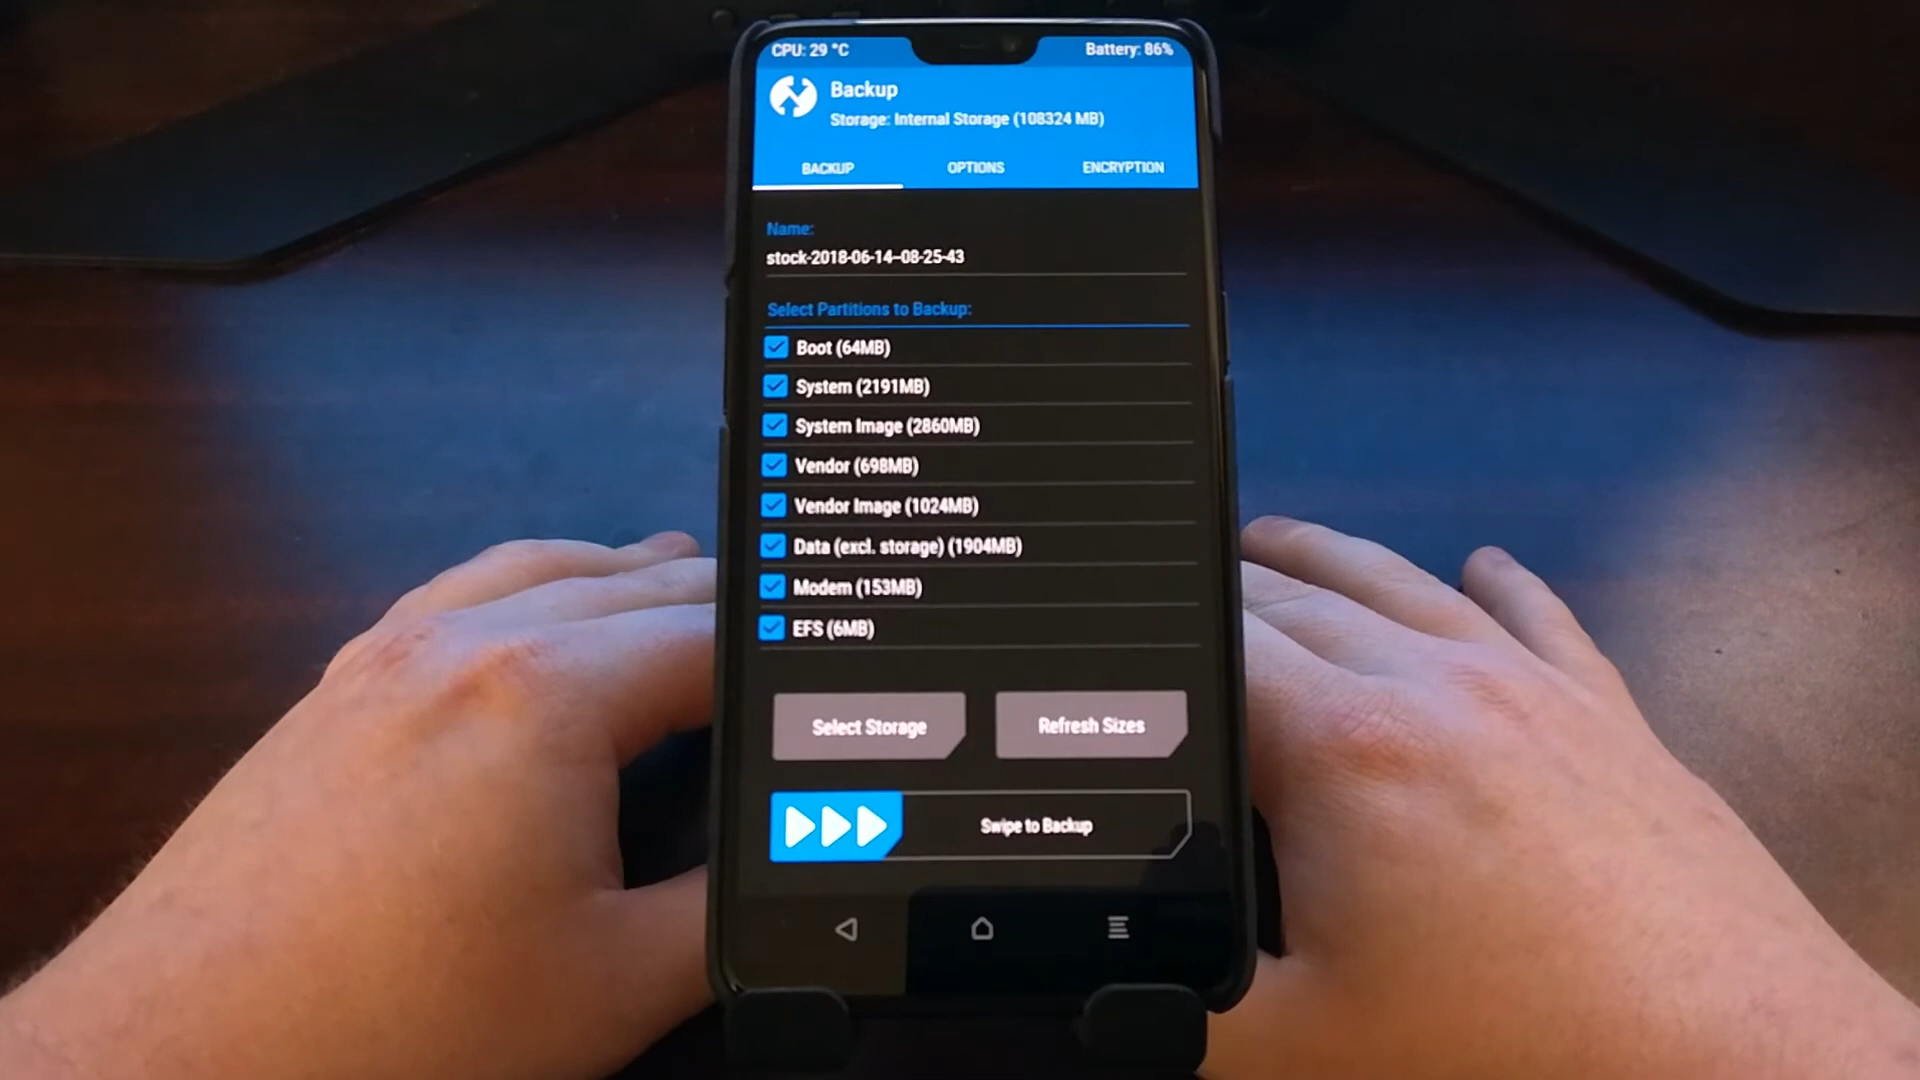 CPU: 29 °C Battery: 86%
Backup
Storage: Internal Storage (108324 MB)
BACKUP OPTIONS ENCRYPTION
Name:
stock-2018-06-14--08-25-43
Select Partitions to Backup:
Boot (64MB)
System (2191MB)
System Image (2860MB)
Vendor (698MB)
Vendor Image (1024MB)
Data (excl. storage) (1904MB)
Modem (153MB)
EFS (6MB)
Select Storage Refresh Sizes
Swipe to Backup